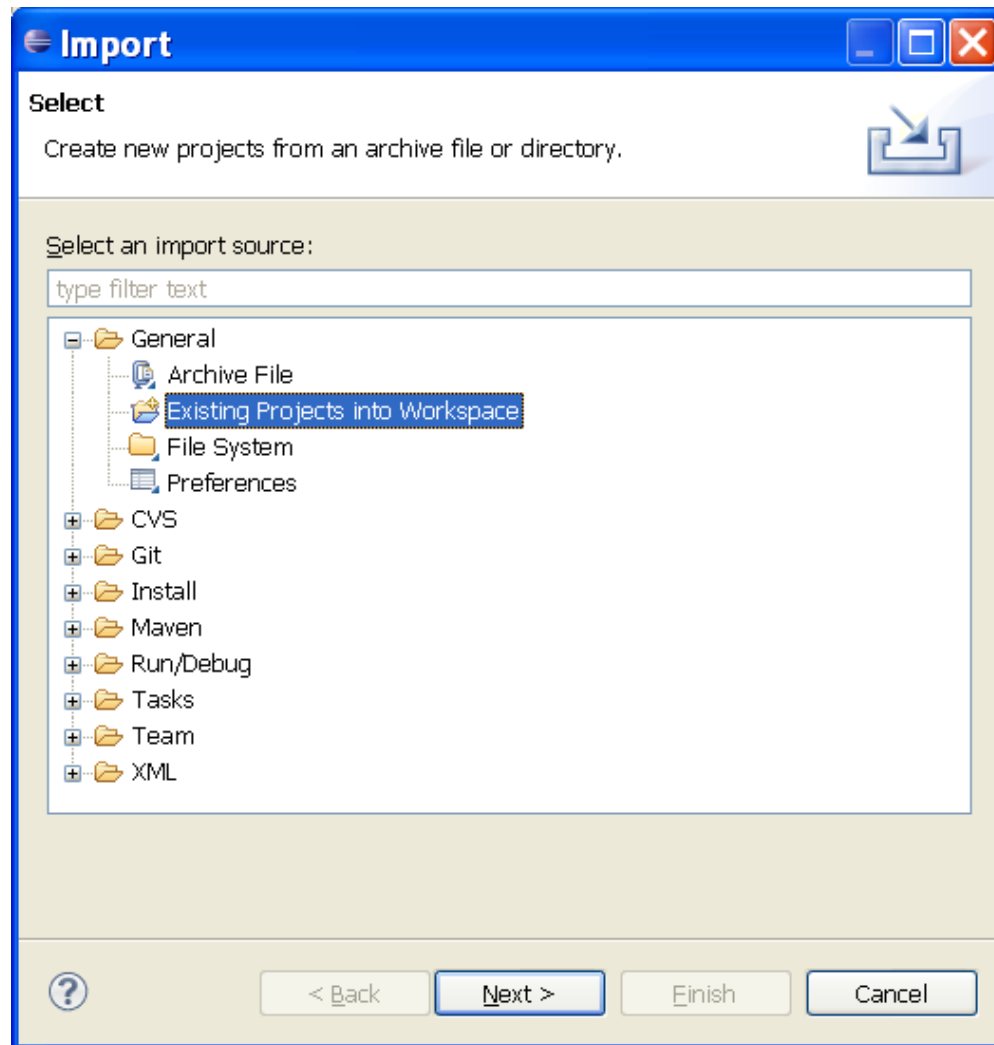 Import
Select
Create new projects from an archive file or directory.
Select an import source:
type filter text
General
Archive File
Existing Projects into Workspace
File System
Preferences
CVS
Git
Install
Maven
Run/Debug
Tasks
Team
XML
< Back Next > Finish Cancel